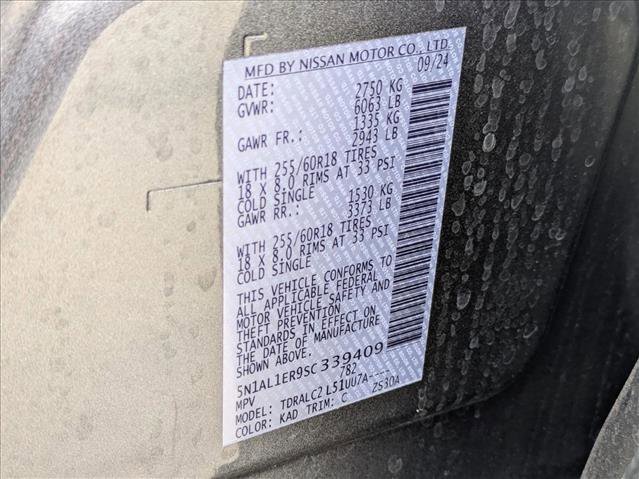 MFD BY NISSAN MOTOR CO., LTD.
DATE: 09/24
GVWR: 2750 KG
6063 LB
GAWR FR.: 1335 KG
2943 LB
WITH 255/60R18 TIRES
18 X 8.0 RIMS AT 33 PSI
COLD SINGLE
GAWR RR.: 1530 KG
3373 LB
WITH 255/60R18 TIRES
18 X 8.0 RIMS AT 33 PSI
COLD SINGLE
THIS VEHICLE CONFORMS TO
ALL APPLICABLE FEDERAL
MOTOR VEHICLE SAFETY AND
THEFT PREVENTION
STANDARDS IN EFFECT ON
THE DATE OF MANUFACTURE
SHOWN ABOVE.
5N1AL1ER9SC339409
MPV 782
MODEL: TDRALC2 L51UU7A----
COLOR: KAD TRIM: C ZS30A